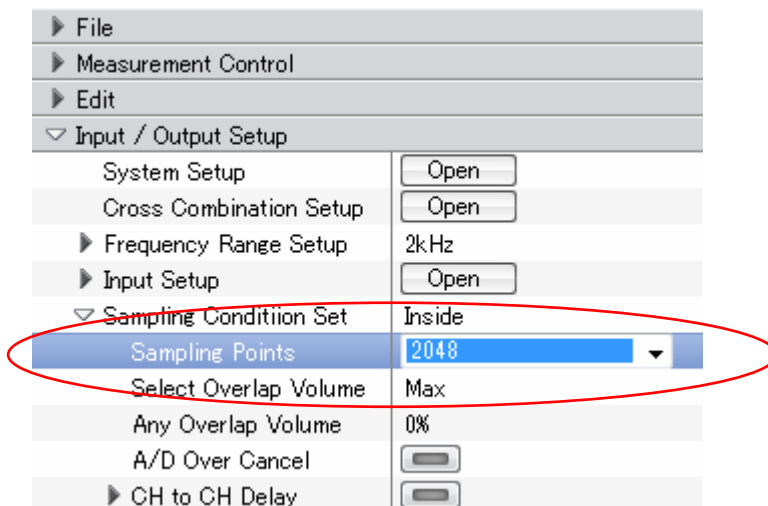 File
Measurement Control
Edit
Input / Output Setup
System Setup Open
Cross Combination Setup Open
Frequency Range Setup 2kHz
Input Setup Open
Sampling Conditiion Set Inside
Sampling Points 2048
Select Overlap Volume Max
Any Overlap Volume 0%
A/D Over Cancel
CH to CH Delay